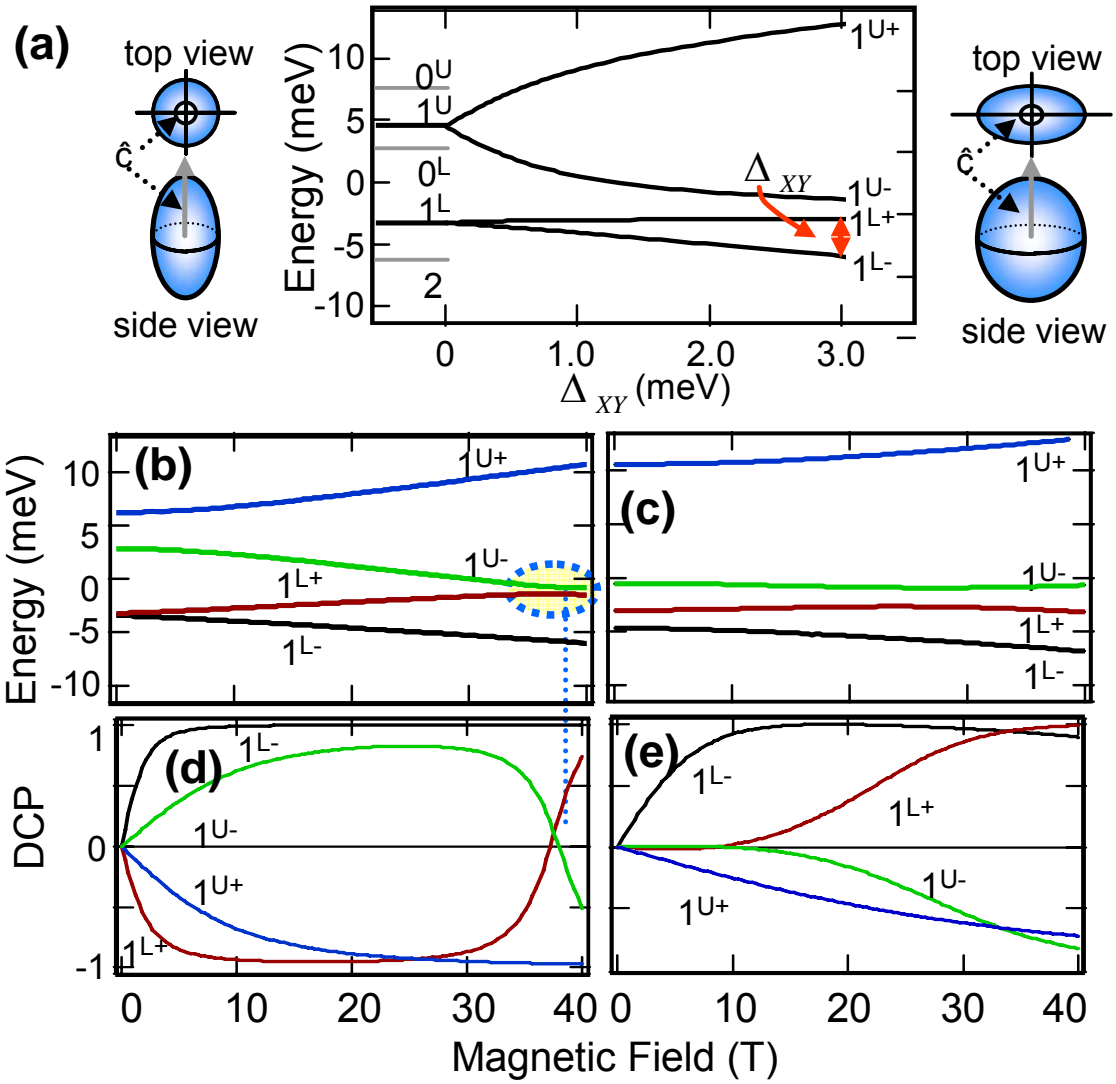 (a)
top view
ĉ
side view
Energy (meV)
10
5
0
-5
-10
0^U
1^U
0^L
1^L
2
1^U+
Δ XY
1^U-
1^L+
1^L-
0 1.0 2.0 3.0
Δ XY (meV)
top view
ĉ
side view
(b)
Energy (meV)
10
5
0
-5
-10
1^U+
1^U-
1^L+
1^L-
(c)
1^U+
1^U-
1^L+
1^L-
(d)
DCP
1
0
-1
1^L-
1^U-
1^U+
1^L+
0 10 20 30 40
(e)
1^L-
1^L+
1^U-
1^U+
0 10 20 30 40
Magnetic Field (T)